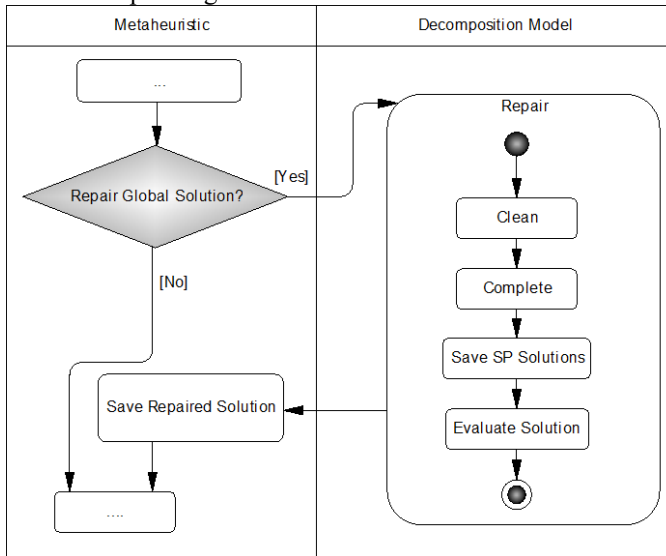 Metaheuristic
Decomposition Model
...
Repair
Repair Global Solution?
[Yes]
[No]
Clean
Complete
Save SP Solutions
Evaluate Solution
Save Repaired Solution
....